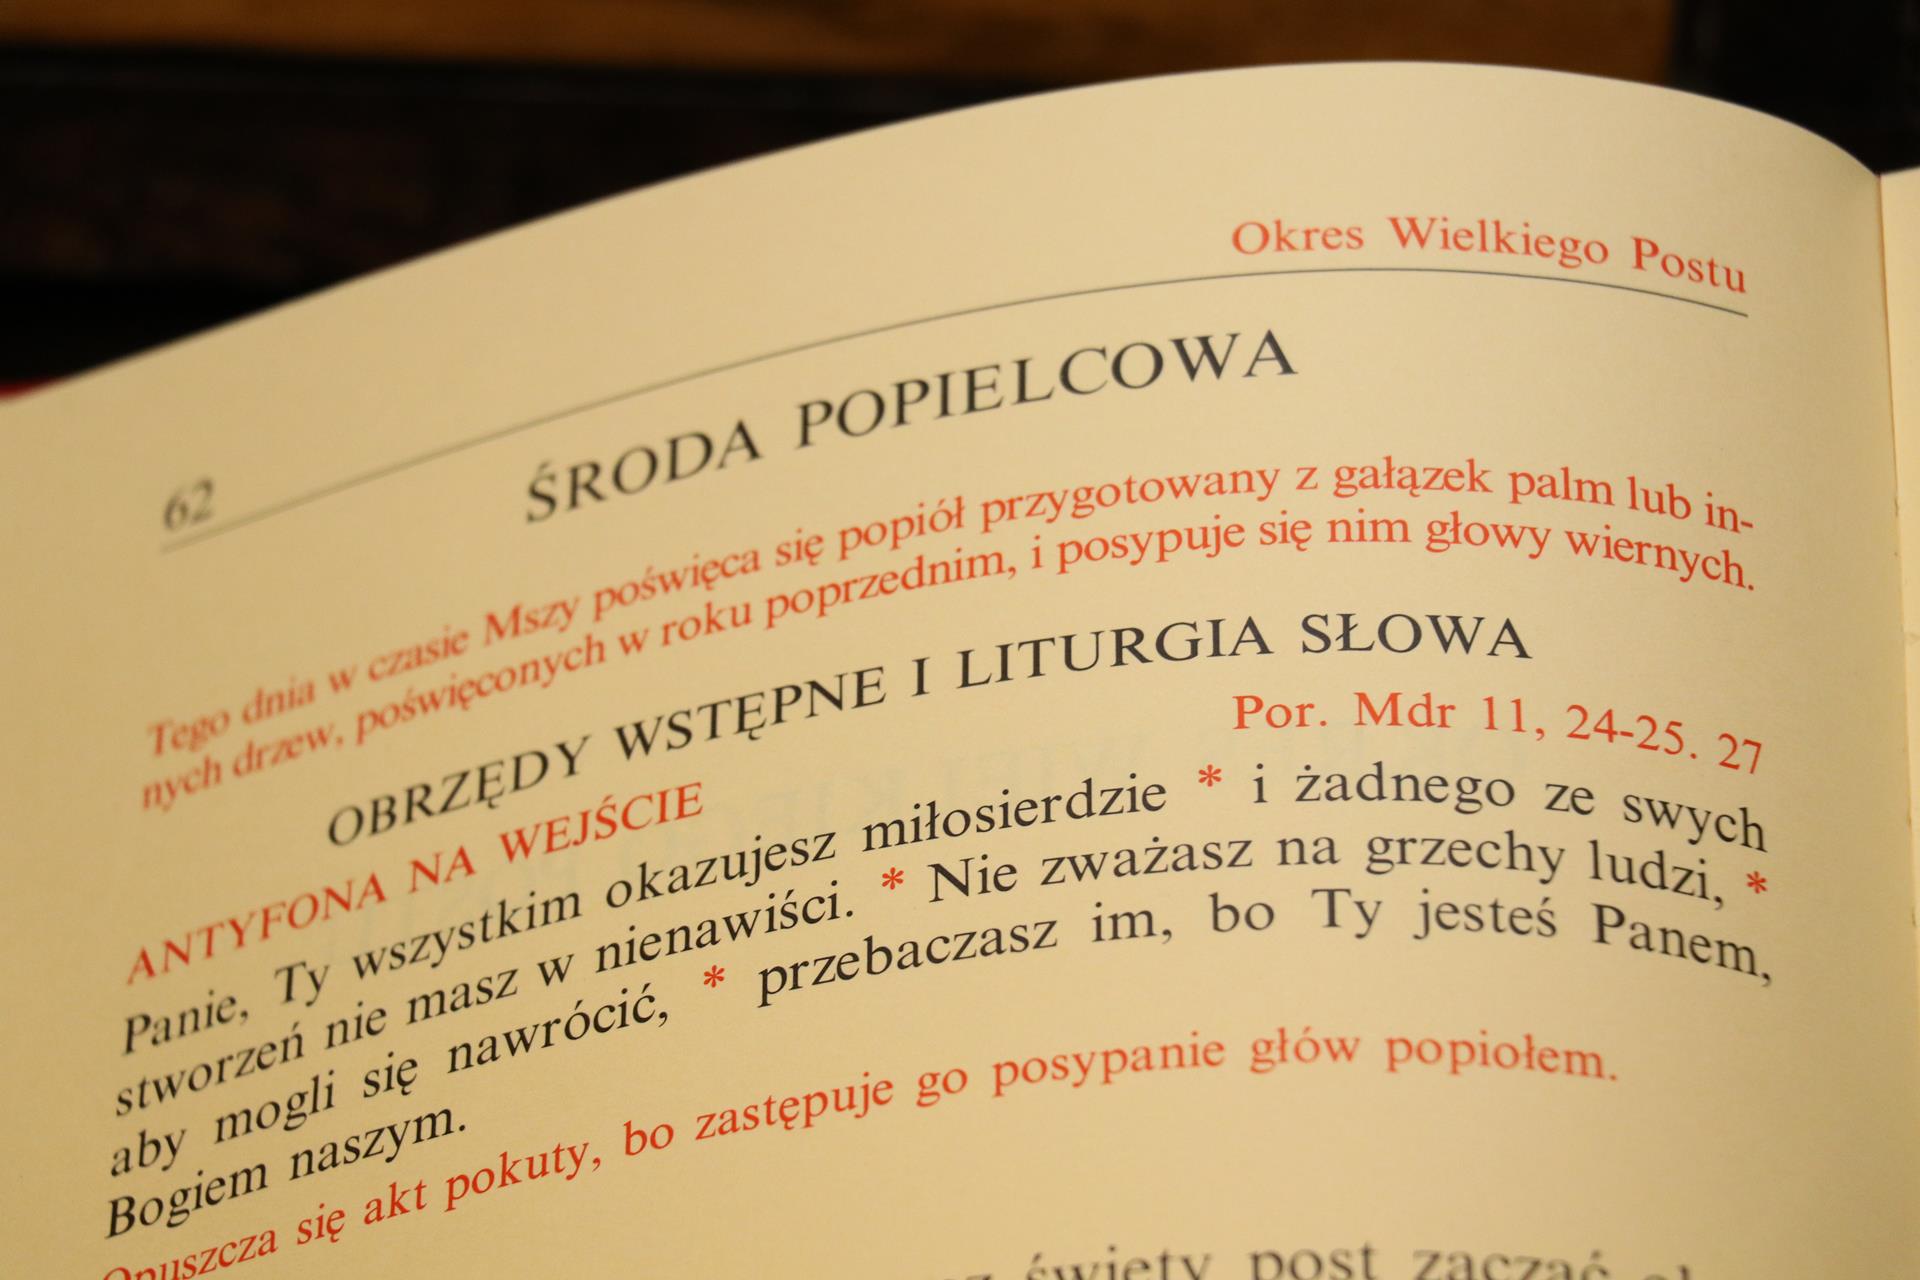 Okres Wielkiego Postu
62
ŚRODA POPIELCOWA
Tego dnia w czasie Mszy poświęca się popiół przygotowany z gałązek palm lub in-
nych drzew, poświęconych w roku poprzednim, i posypuje się nim głowy wiernych.
OBRZĘDY WSTĘPNE I LITURGIA SŁOWA
Por. Mdr 11, 24-25. 27
ANTYFONA NA WEJŚCIE
Panie, Ty wszystkim okazujesz miłosierdzie * i żadnego ze swych
stworzeń nie masz w nienawiści. * Nie zważasz na grzechy ludzi, *
aby mogli się nawrócić, * przebaczasz im, bo Ty jesteś Panem,
Bogiem naszym.
Opuszcza się akt pokuty, bo zastępuje go posypanie głów popiołem.
święty post zacząć